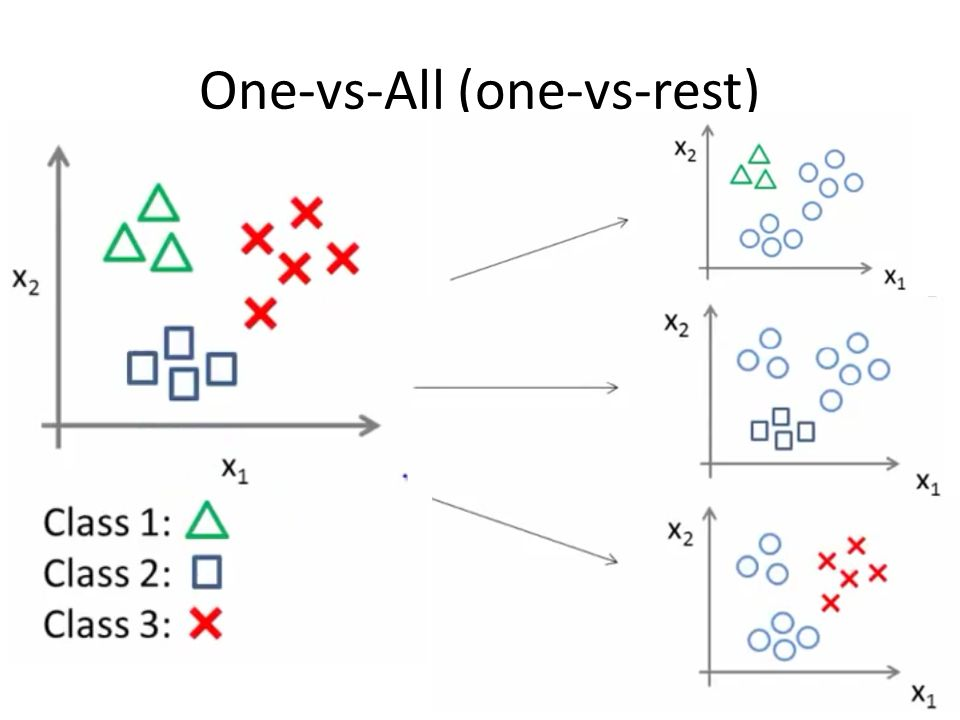 One-vs-All (one-vs-rest)
x₂
x₁
Class 1:
Class 2:
Class 3:
x₂
x₁
x₂
x₁
x₂
x₁